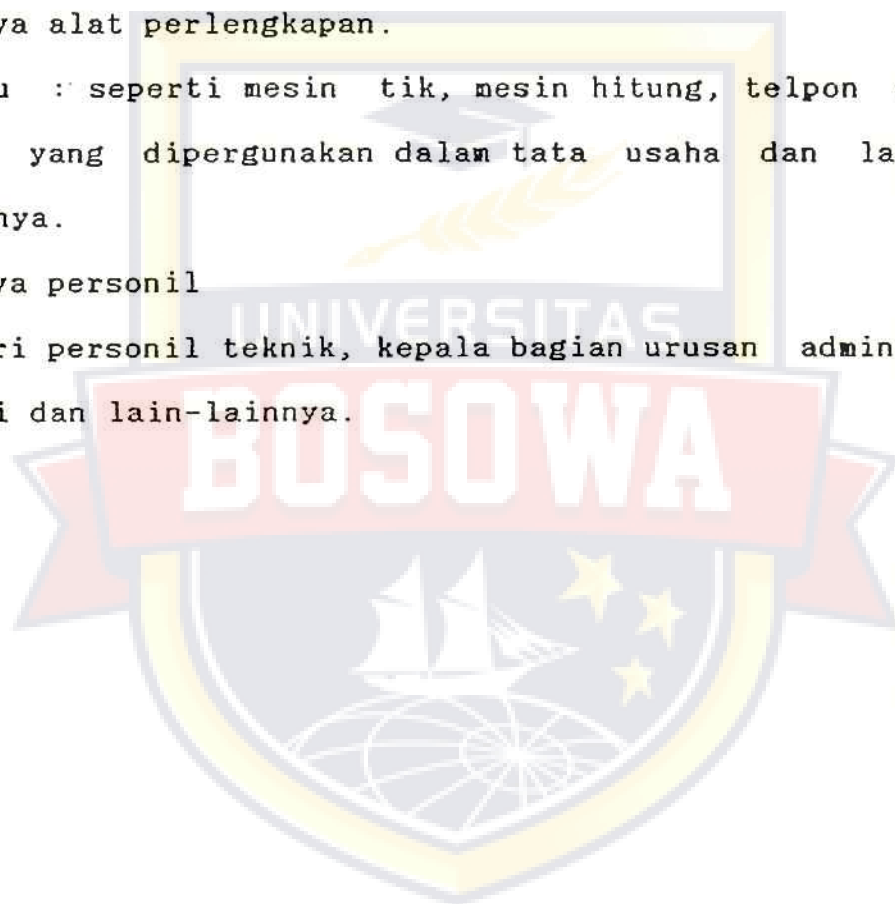 ya alat perlengkapan.
u : seperti mesin tik, mesin hitung, telpon
yang dipergunakan dalam tata usaha dan la
nya.
ya personil
ri personil teknik, kepala bagian urusan admin
i dan lain-lainnya.
UNIVERSITAS
BOSOWA